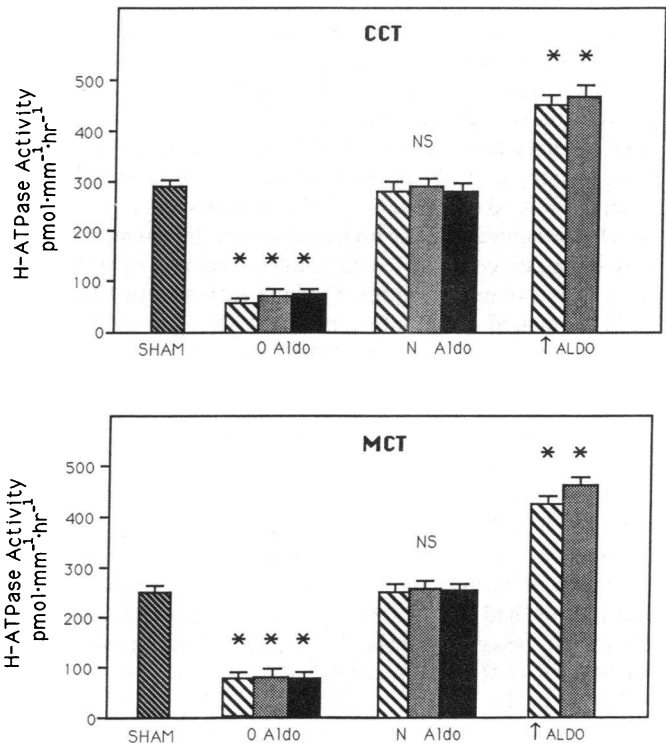 CCT
* *
500
400
NS
300
200
* * *
100
0
H-ATPase Activity
pmol·mm⁻¹·hr⁻¹
SHAM 0 Aldo N Aldo ↑ ALDO
MCT
* *
500
400
NS
300
200
* * *
100
0
H-ATPase Activity
pmol·mm⁻¹·hr⁻¹
SHAM 0 Aldo N Aldo ↑ ALDO